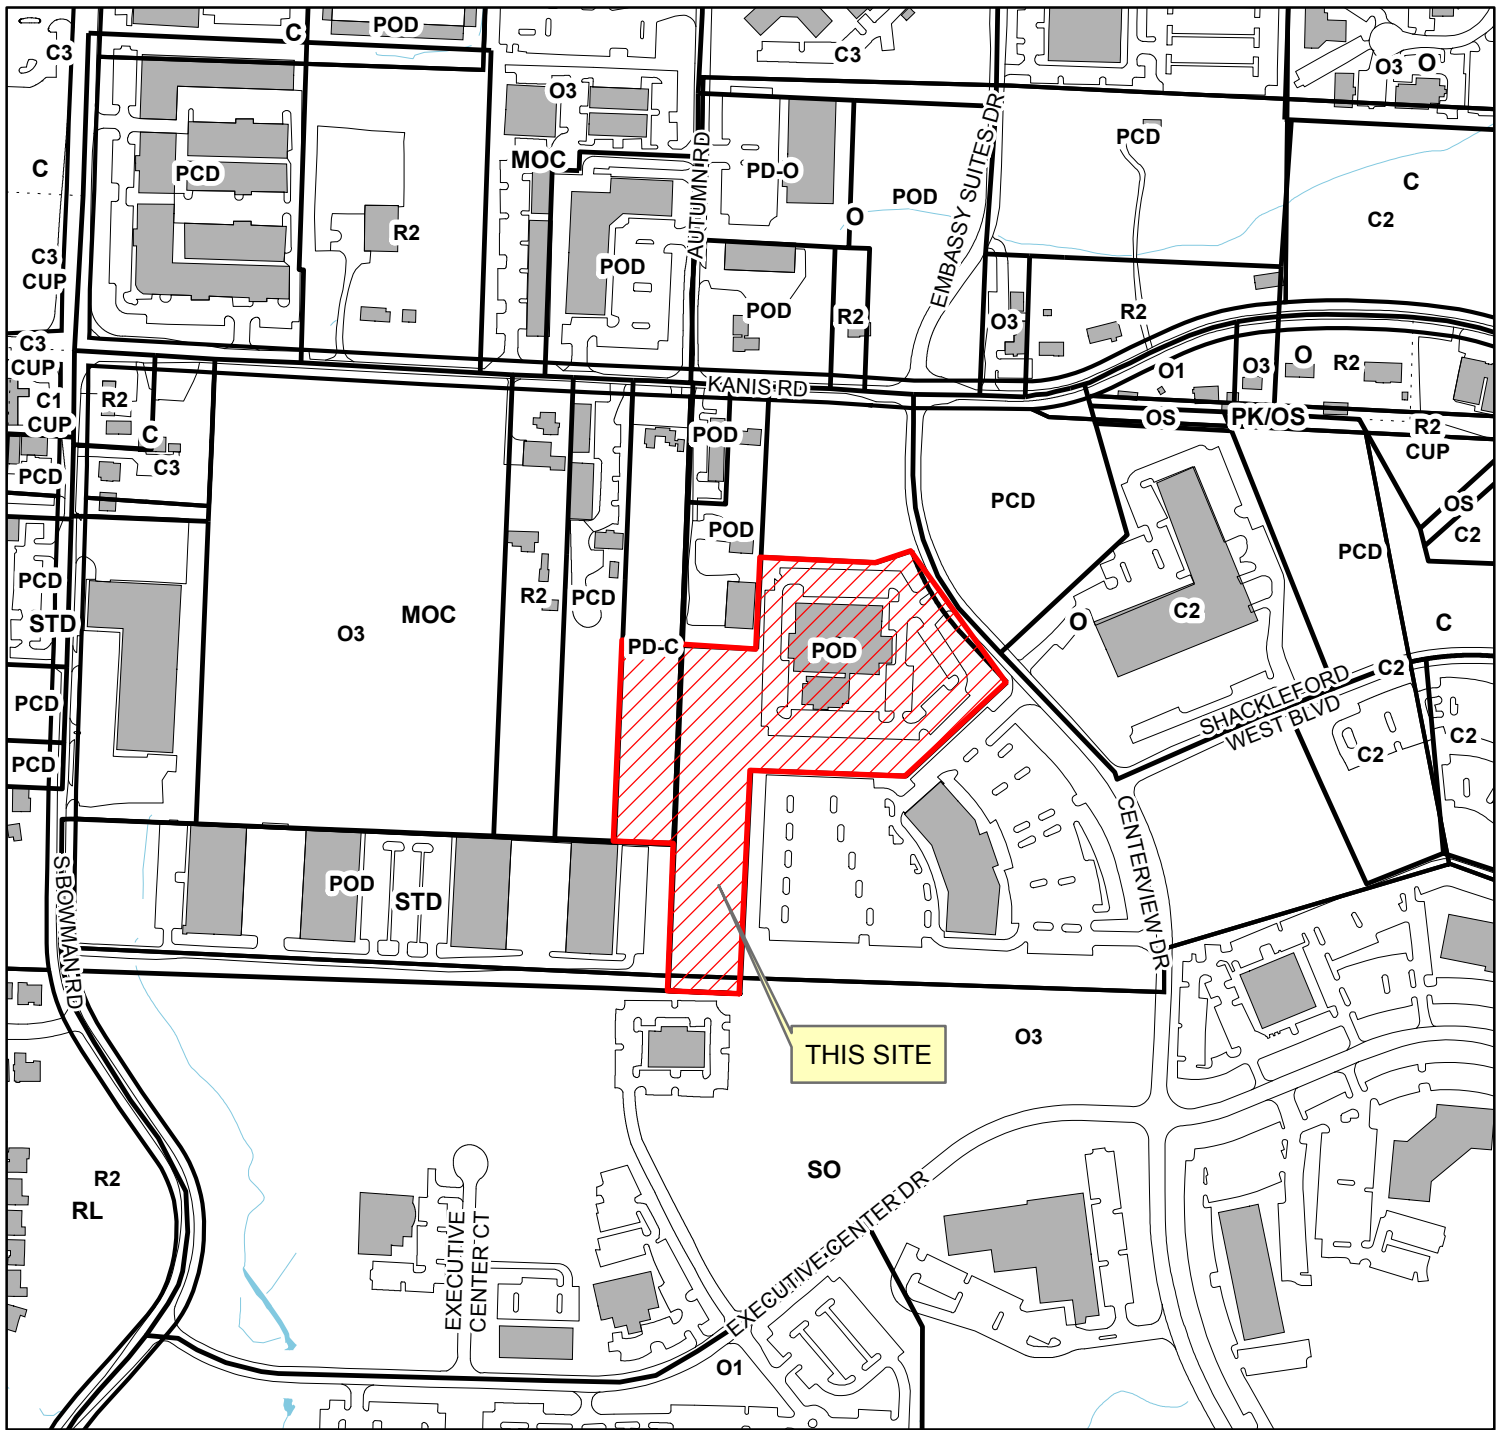 POD
C
C3
C3
O3
O
O3
PCD
C
MOC
PCD
PD-O
POD
C
C2
R2
O
AUTUMN RD
EMBASSY SUITES DR
C3
CUP
POD
POD
R2
O3
R2
C3
CUP
KANIS RD
O1
O3
O
R2
C1
CUP
R2
C
C3
POD
OS
PK/OS
R2
CUP
PCD
PCD
OS
C2
POD
PCD
PCD
STD
R2
PCD
MOC
O3
PD-C
POD
O
C2
C
C2
SHACKLEFORD
WEST BLVD
PCD
PCD
C2
C2
CENTERVIEW DR
S BOWMAN RD
POD
STD
THIS SITE
O3
SO
R2
RL
EXECUTIVE
CENTER CT
EXECUTIVE CENTER DR
O1